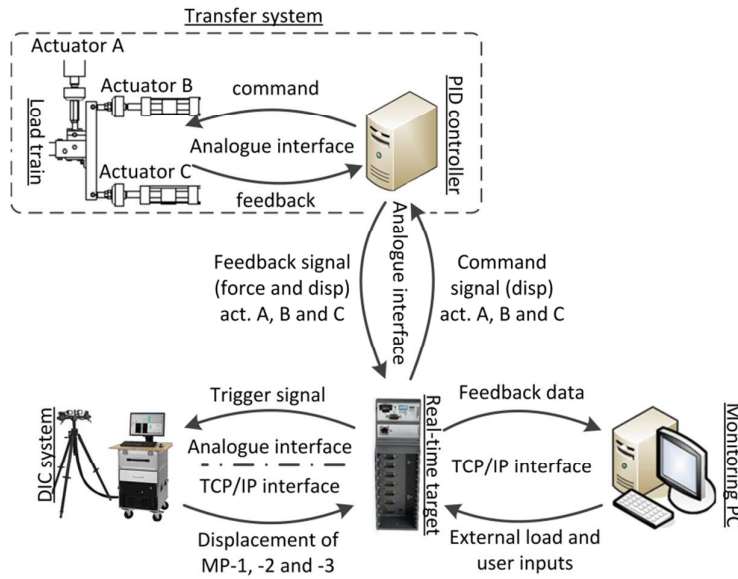 Transfer system
Actuator A
Actuator B
Actuator C
Load train
command
Analogue interface
feedback
PID controller
Feedback signal
(force and disp)
act. A, B and C
Analogue interface
Command
signal (disp)
act. A, B and C
DIC system
Trigger signal
Analogue interface
TCP/IP interface
Displacement of
MP-1, -2 and -3
Real-time target
Feedback data
TCP/IP interface
External load and
user inputs
Monitoring PC